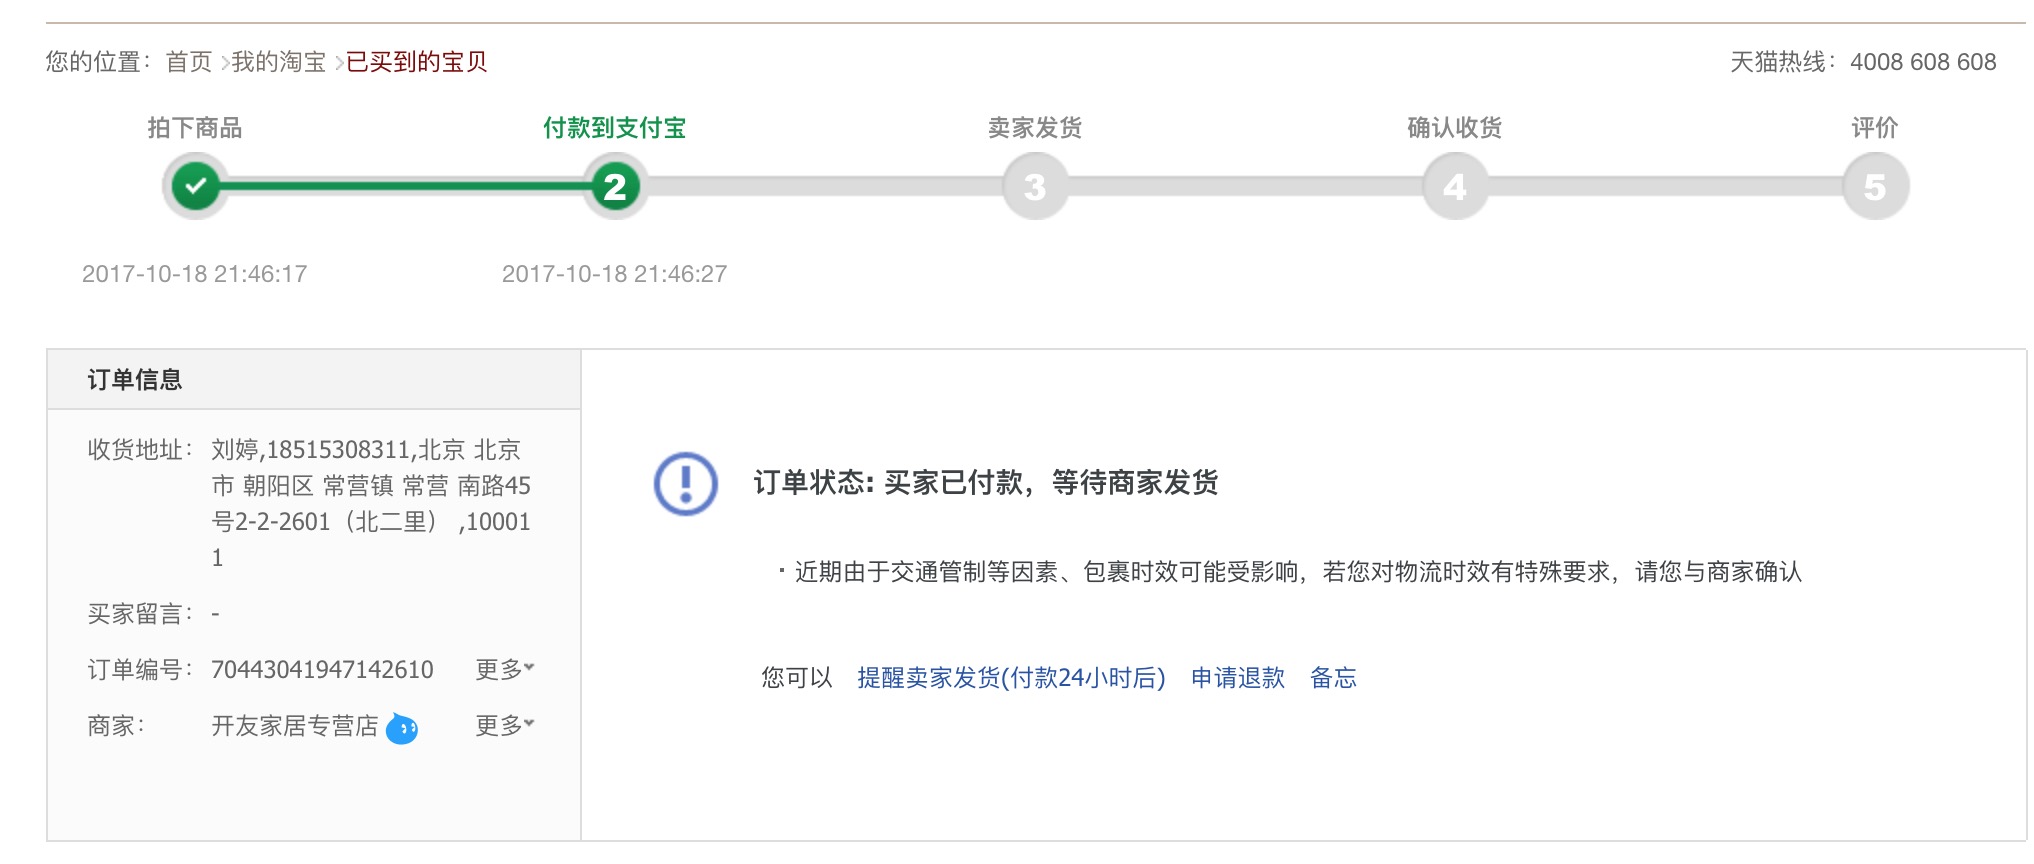 您的位置：首页 >我的淘宝 >已买到的宝贝
天猫热线：4008 608 608
拍下商品
付款到支付宝
卖家发货
确认收货
评价
2
3
4
5
2017-10-18 21:46:17
2017-10-18 21:46:27
订单信息
收货地址：刘婷,18515308311,北京 北京
市 朝阳区 常营镇 常营 南路45
号2-2-2601（北二里） ,10001
1
买家留言：-
订单编号：70443041947142610 更多
商家：开友家居专营店 更多
订单状态: 买家已付款，等待商家发货
· 近期由于交通管制等因素、包裹时效可能受影响，若您对物流时效有特殊要求，请您与商家确认
您可以 提醒卖家发货(付款24小时后) 申请退款 备忘